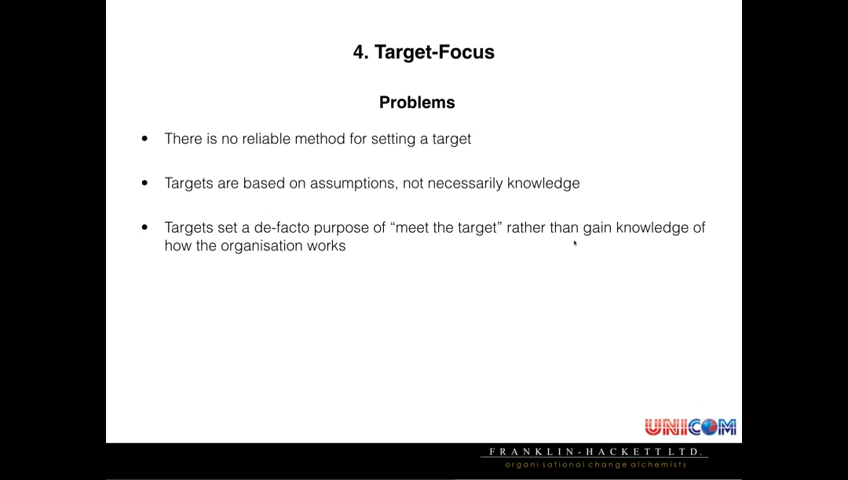 4. Target-Focus
Problems
• There is no reliable method for setting a target
• Targets are based on assumptions, not necessarily knowledge
• Targets set a de-facto purpose of “meet the target” rather than gain knowledge of
how the organisation works
UNICOM
FRANKLIN-HACKETT LTD.
organisational change alchemists